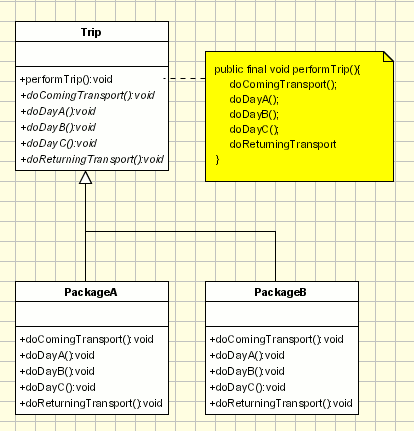 Trip
+performTrip():void
+doComingTransport():void
+doDayA():void
+doDayB():void
+doDayC():void
+doReturningTransport():void
public final void performTrip(){
doComingTransport();
doDayA();
doDayB();
doDayC();
doReturningTransport
}
PackageA
+doComingTransport():void
+doDayA():void
+doDayB():void
+doDayC():void
+doReturningTransport():void
PackageB
+doComingTransport():void
+doDayA():void
+doDayB():void
+doDayC():void
+doReturningTransport():void